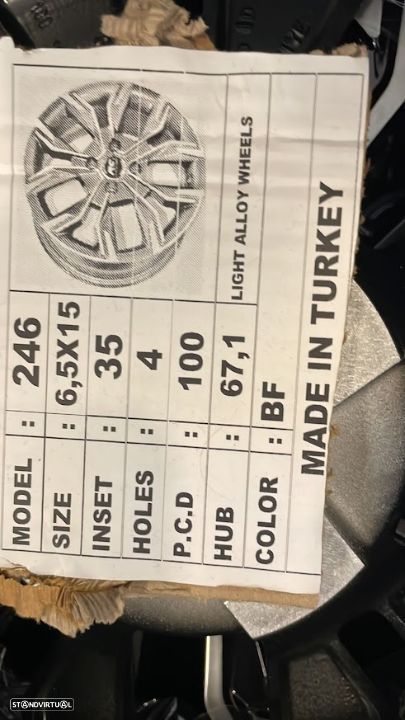 MODEL : 246
SIZE : 6,5X15
INSET : 35
HOLES : 4
P.C.D : 100
HUB : 67,1
LIGHT ALLOY WHEELS
COLOR : BF
MADE IN TURKEY
STANDVIRTUAL